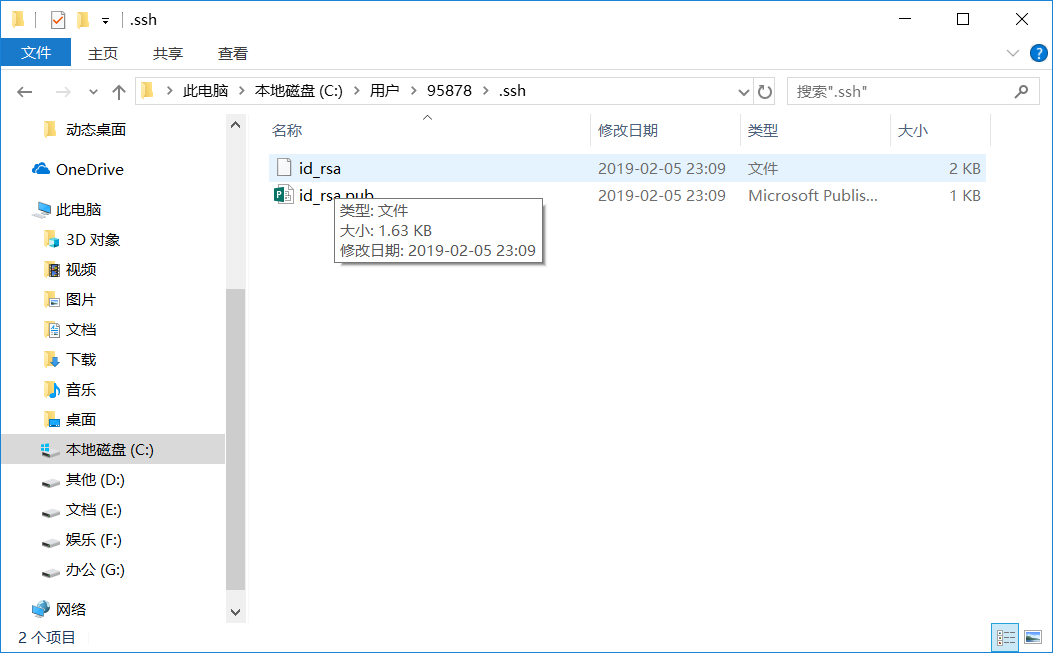 .ssh
文件 主页 共享 查看
此电脑 本地磁盘 (C:) 用户 95878 .ssh 搜索".ssh"
动态桌面
OneDrive
此电脑
3D 对象
视频
图片
文档
下载
音乐
桌面
本地磁盘 (C:)
其他 (D:)
文档 (E:)
娱乐 (F:)
办公 (G:)
网络
名称 修改日期 类型 大小
id_rsa 2019-02-05 23:09 文件 2 KB
id_rsa.pub 2019-02-05 23:09 Microsoft Publis... 1 KB
类型: 文件
大小: 1.63 KB
修改日期: 2019-02-05 23:09
2 个项目